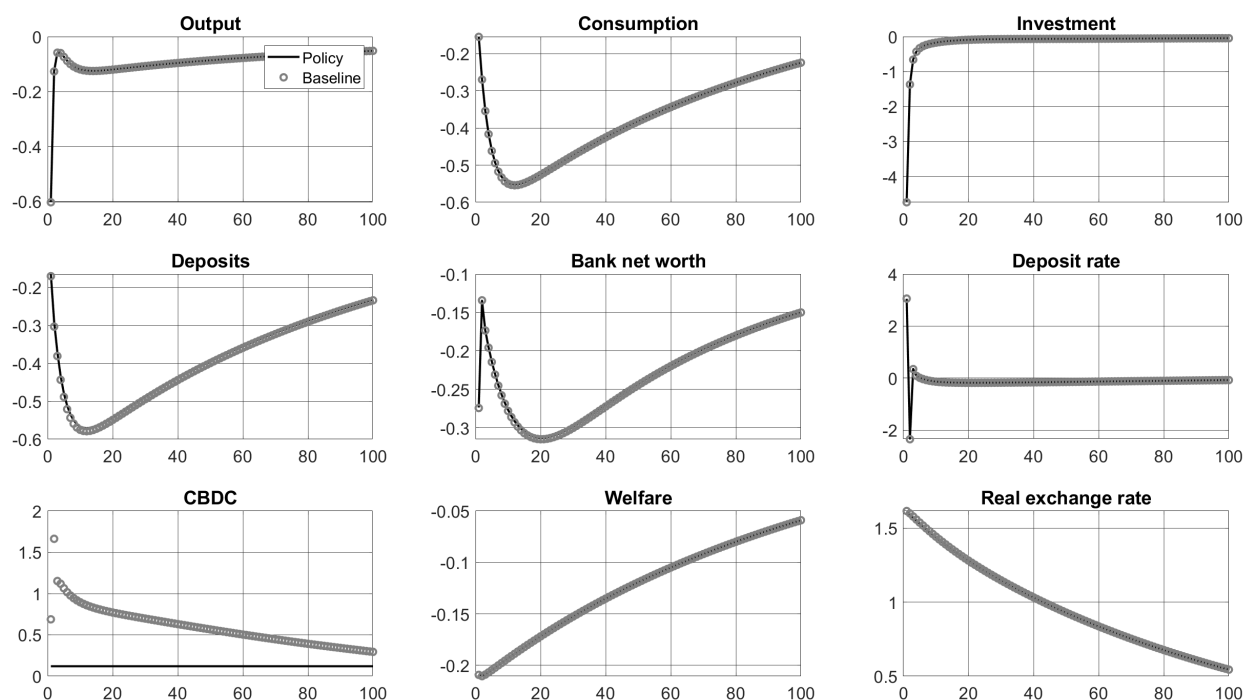 Output
0
-0.2
-0.4
-0.6
0 20 40 60 80 100
Policy
Baseline
Consumption
-0.2
-0.3
-0.4
-0.5
-0.6
0 20 40 60 80 100
Investment
0
-1
-2
-3
-4
0 20 40 60 80 100
Deposits
-0.2
-0.3
-0.4
-0.5
-0.6
0 20 40 60 80 100
Bank net worth
-0.1
-0.15
-0.2
-0.25
-0.3
0 20 40 60 80 100
Deposit rate
4
2
0
-2
0 20 40 60 80 100
CBDC
2
1.5
1
0.5
0
0 20 40 60 80 100
Welfare
-0.05
-0.1
-0.15
-0.2
0 20 40 60 80 100
Real exchange rate
1.5
1
0.5
0 20 40 60 80 100